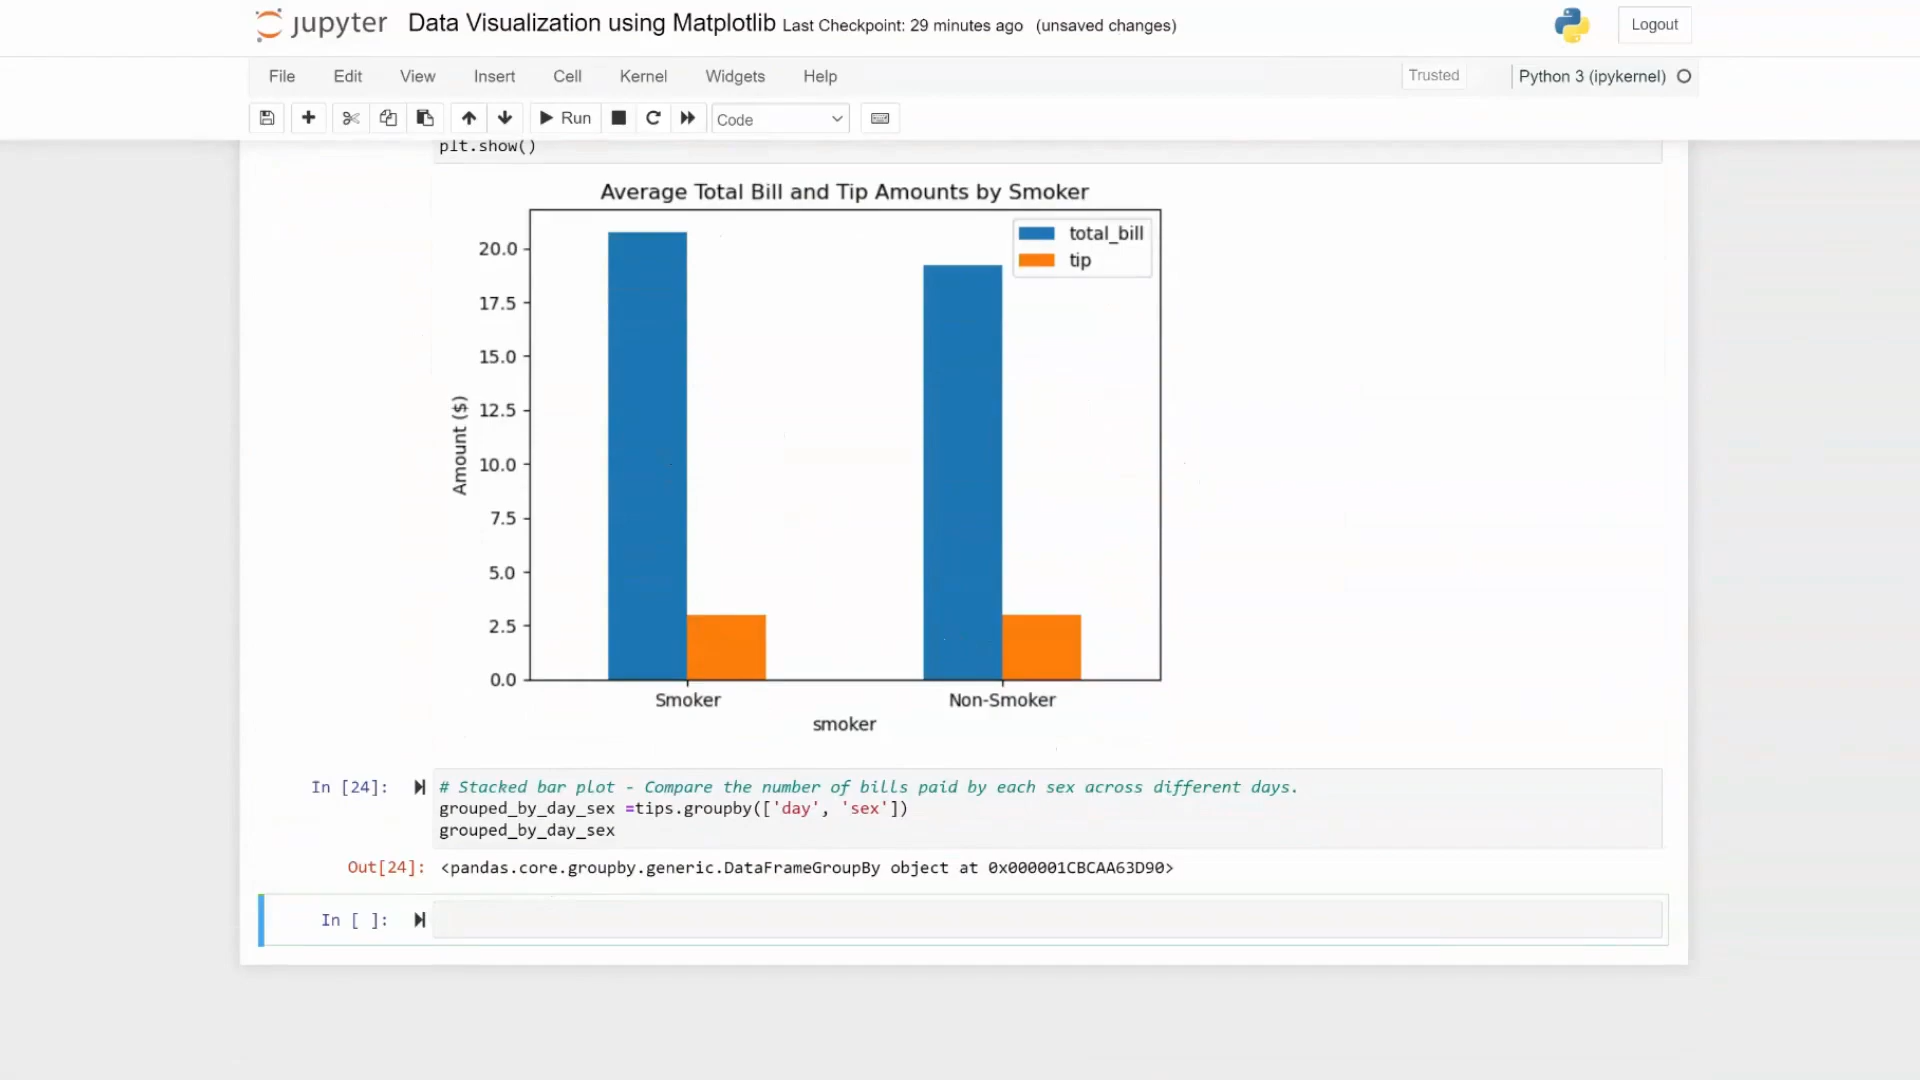 jupyter Data Visualization using Matplotlib Last Checkpoint: 29 minutes ago (unsaved changes) Logout
File Edit View Insert Cell Kernel Widgets Help Trusted Python 3 (ipykernel)
Run Code
plt.show()
Average Total Bill and Tip Amounts by Smoker
total_bill
tip
20.0
17.5
15.0
12.5
10.0
7.5
5.0
2.5
0.0
Amount ($)
Smoker Non-Smoker
smoker
In [24]: # Stacked bar plot - Compare the number of bills paid by each sex across different days.
grouped_by_day_sex =tips.groupby(['day', 'sex'])
grouped_by_day_sex
Out[24]: <pandas.core.groupby.generic.DataFrameGroupBy object at 0x000001CBCAA63D90>
In [ ]: